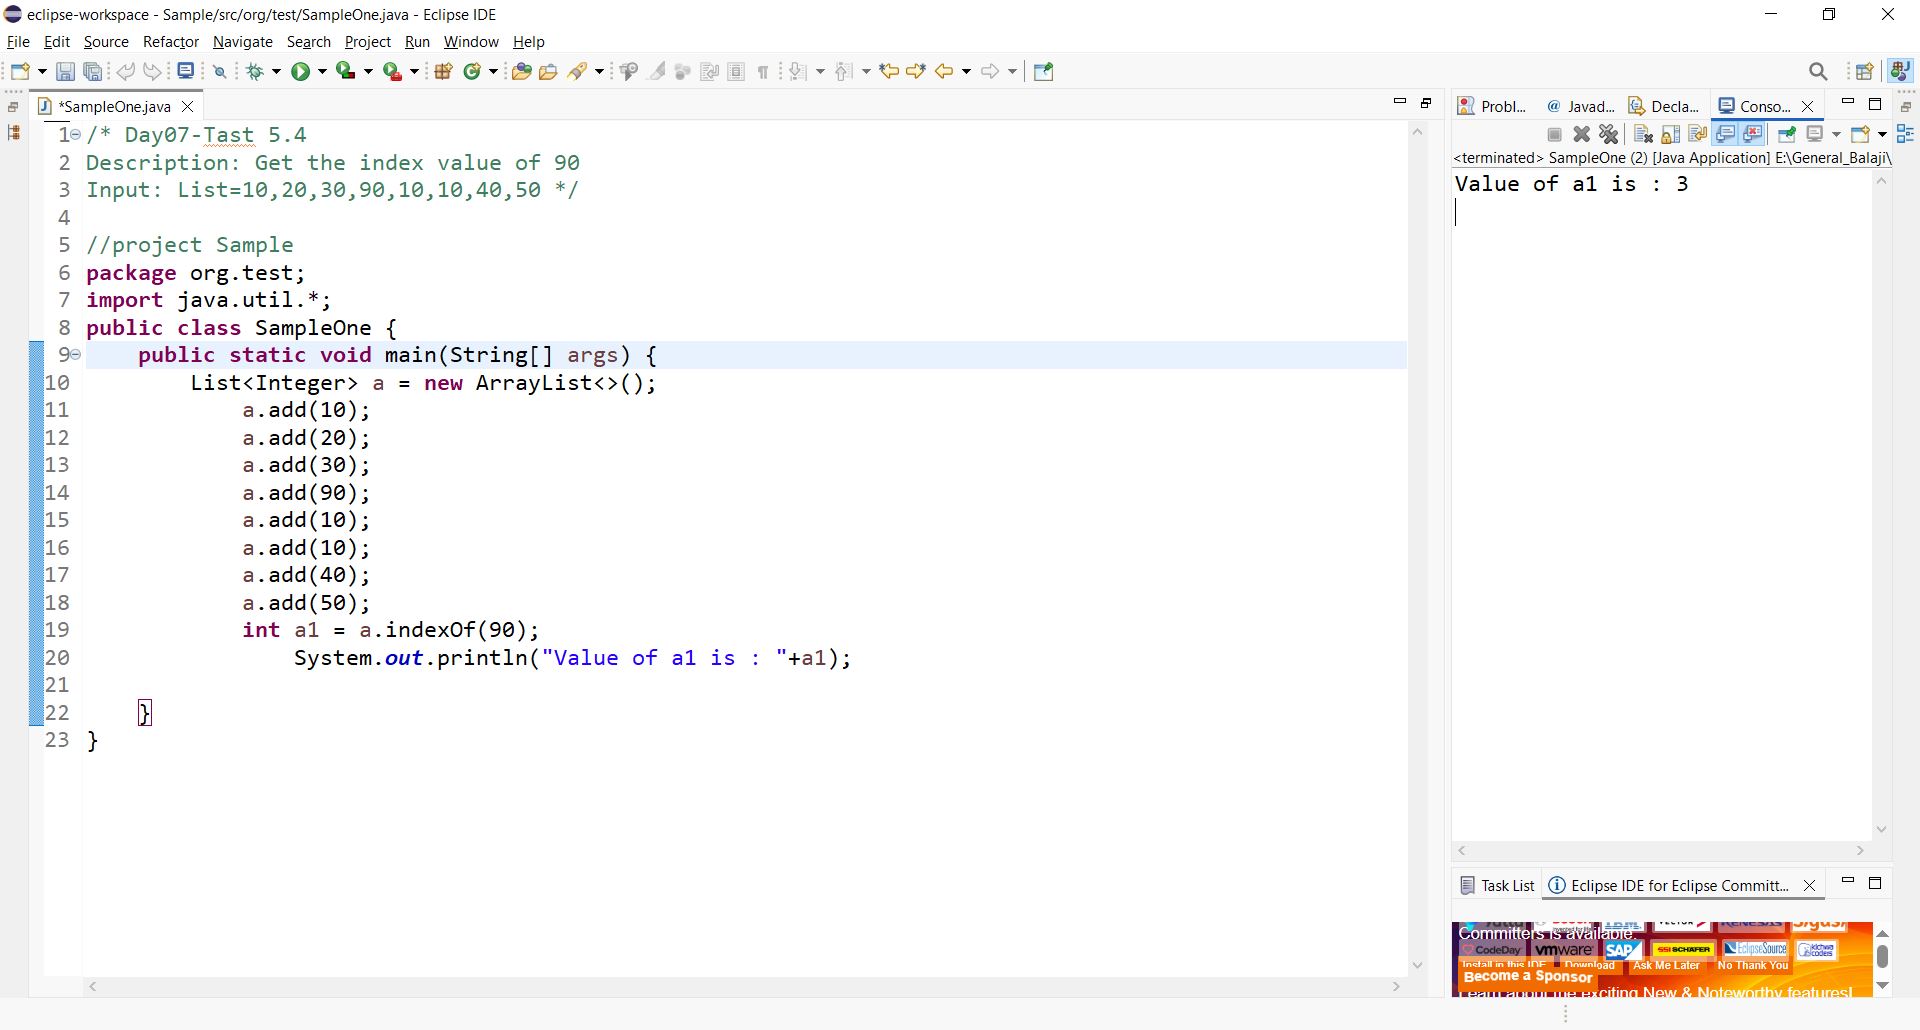 eclipse-workspace - Sample/src/org/test/SampleOne.java - Eclipse IDE
File Edit Source Refactor Navigate Search Project Run Window Help
*SampleOne.java
1 /* Day07-Tast 5.4
2 Description: Get the index value of 90
3 Input: List=10,20,30,90,10,10,40,50 */
4
5 //project Sample
6 package org.test;
7 import java.util.*;
8 public class SampleOne {
9 public static void main(String[] args) {
10 List<Integer> a = new ArrayList<>();
11 a.add(10);
12 a.add(20);
13 a.add(30);
14 a.add(90);
15 a.add(10);
16 a.add(10);
17 a.add(40);
18 a.add(50);
19 int a1 = a.indexOf(90);
20 System.out.println("Value of a1 is : "+a1);
21
22 }
23 }
Probl... @ Javad... Decla... Conso...
<terminated> SampleOne (2) [Java Application] E:\General_Balaji\
Value of a1 is : 3
Task List Eclipse IDE for Eclipse Committ...
Committers is available.
CodeDay vmware SAP SSI SCHAEFER EclipseSource kichwa coders
Install in this IDE Download Ask Me Later No Thank You
Become a Sponsor
Learn about the exciting New & Noteworthy features!